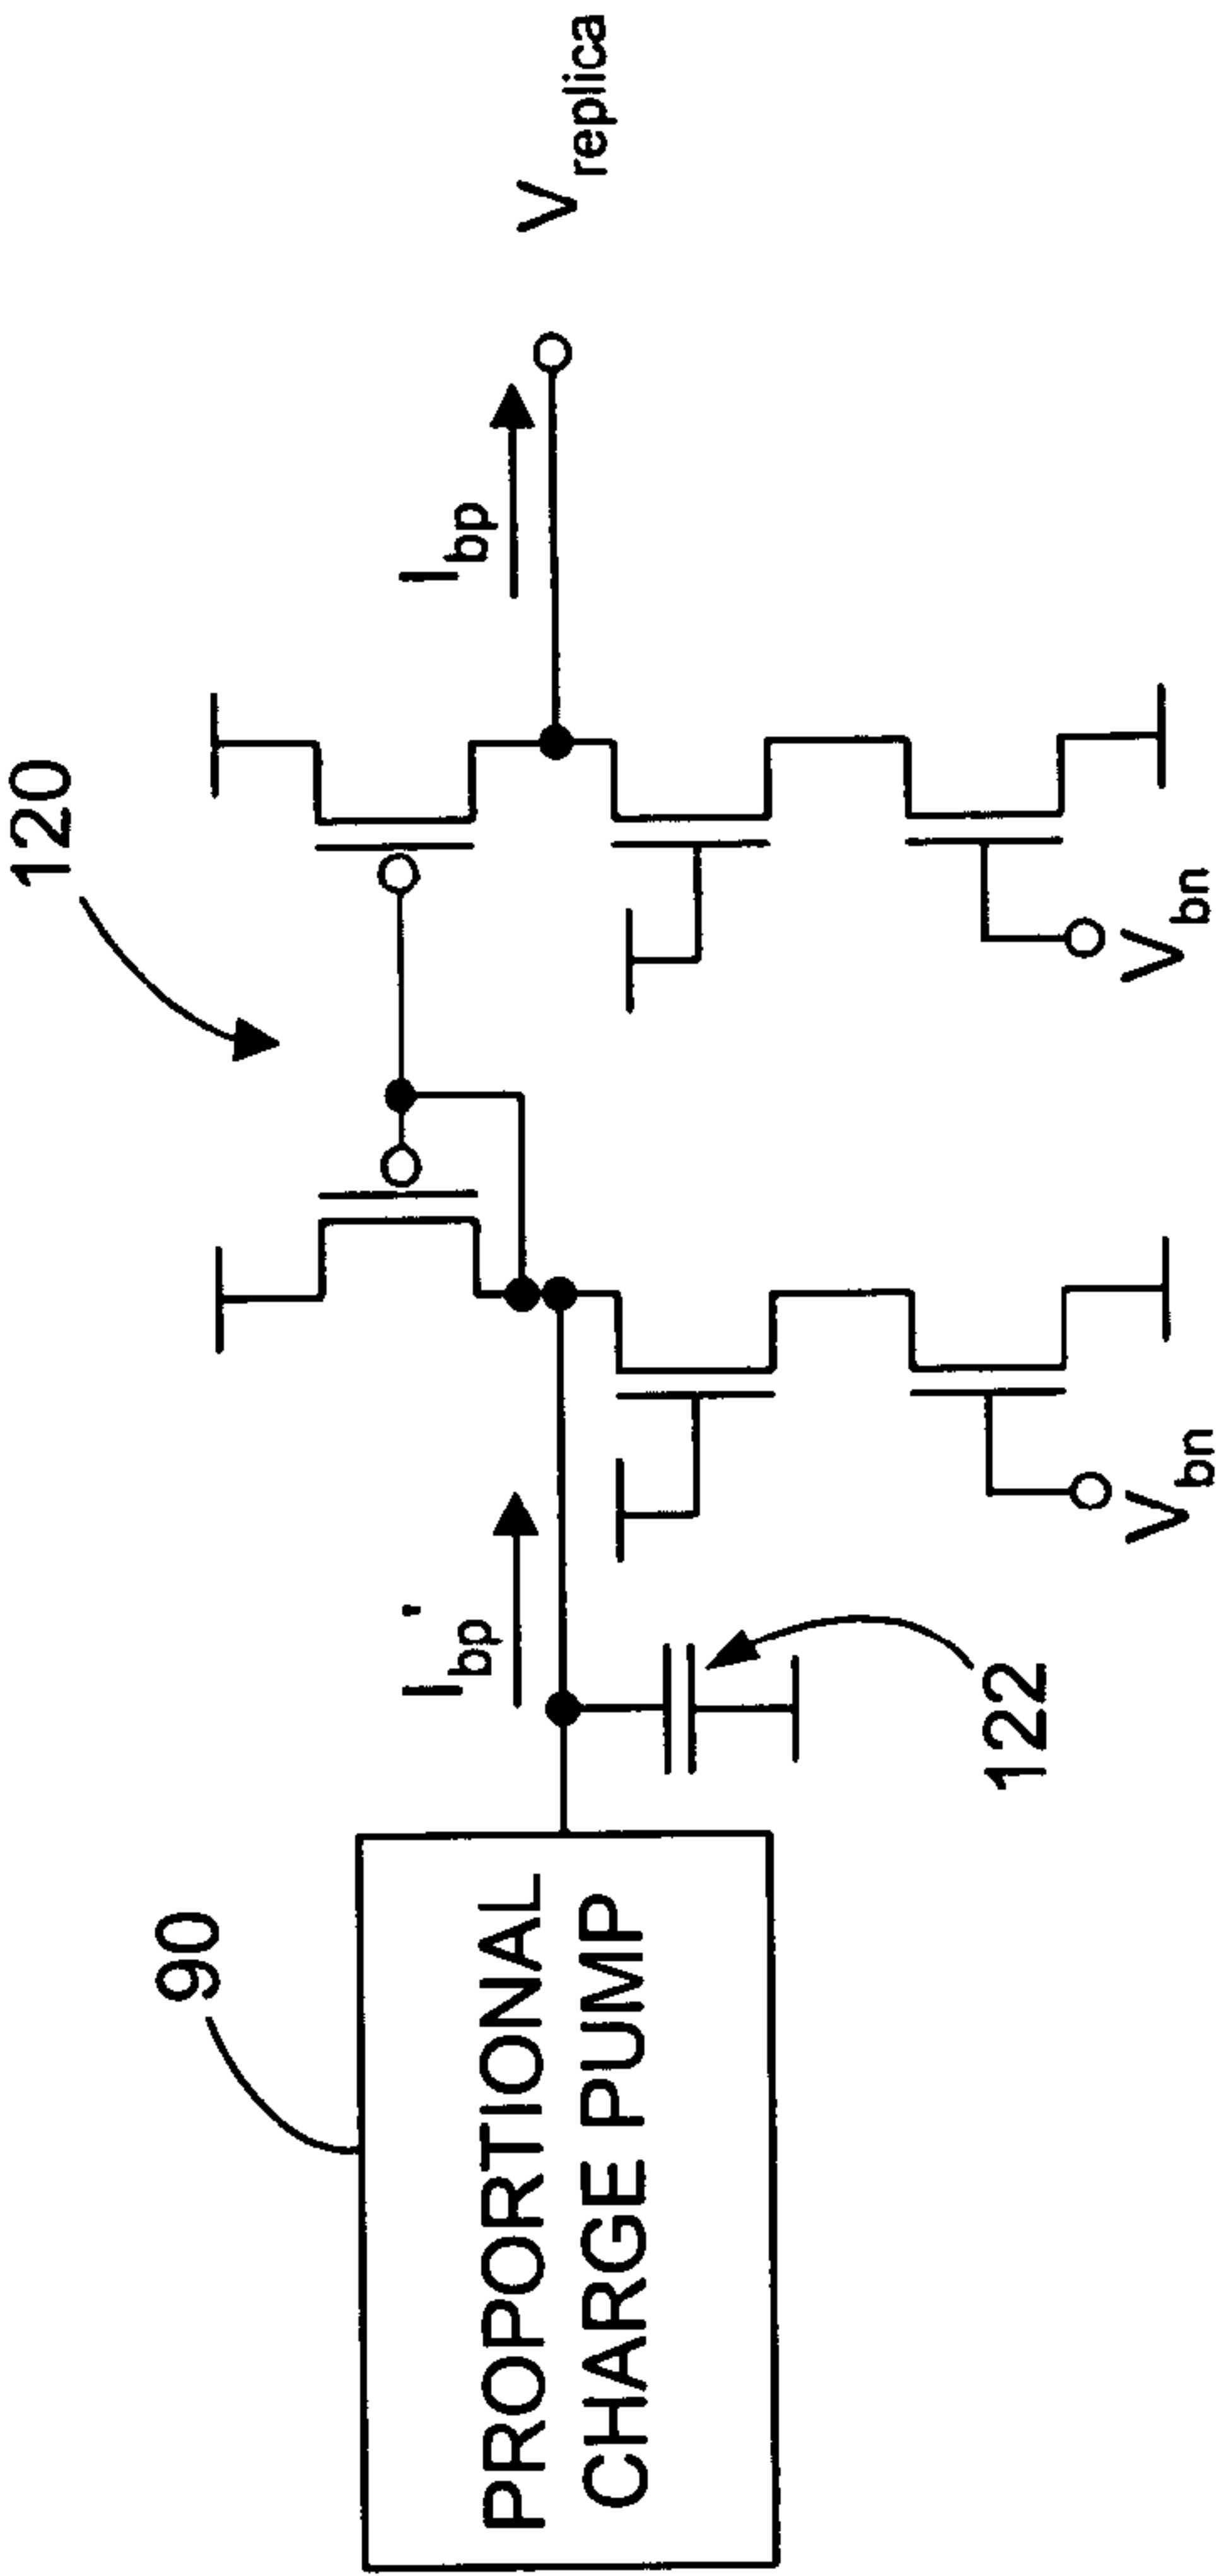 120
90
PROPORTIONAL
CHARGE PUMP
I_bp'
I_bp
V_replica
122
V_bn
V_bn